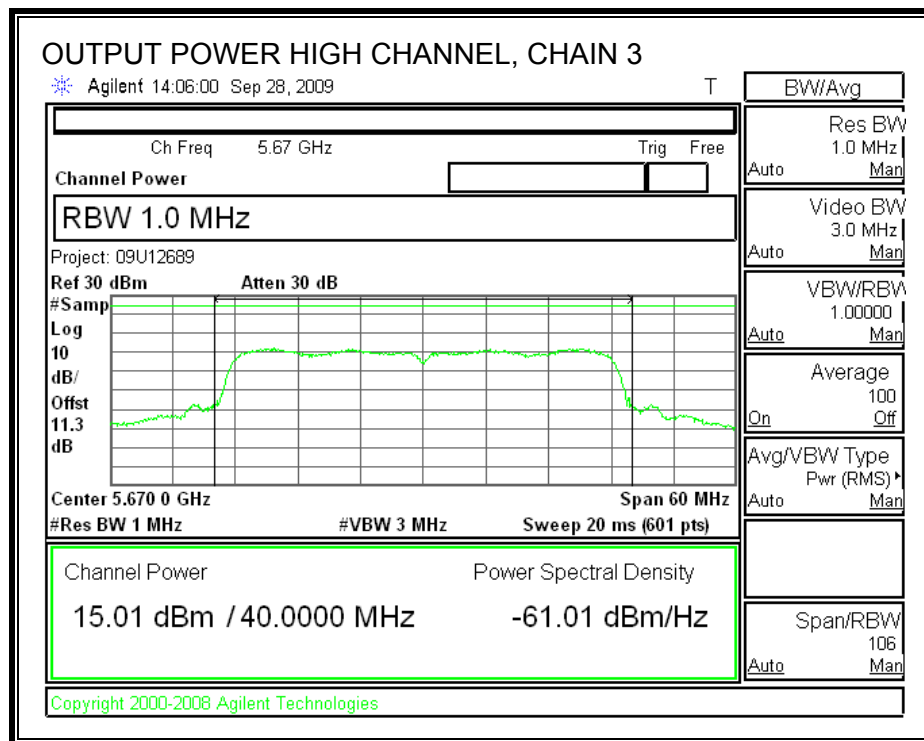 OUTPUT POWER HIGH CHANNEL, CHAIN 3
Agilent 14:06:00 Sep 28, 2009 T
Ch Freq 5.67 GHz Trig Free
Channel Power
RBW 1.0 MHz
Project: 09U12689
Ref 30 dBm Atten 30 dB
#Samp
Log
10
dB/
Offst
11.3
dB
Center 5.670 0 GHz Span 60 MHz
#Res BW 1 MHz #VBW 3 MHz Sweep 20 ms (601 pts)
Channel Power Power Spectral Density
15.01 dBm / 40.0000 MHz -61.01 dBm/Hz
Copyright 2000-2008 Agilent Technologies
BW/Avg
Res BW
1.0 MHz
Auto Man
Video BW
3.0 MHz
Auto Man
VBW/RBW
1.00000
Auto Man
Average
100
On Off
Avg/VBW Type
Pwr (RMS)
Auto Man
Span/RBW
106
Auto Man